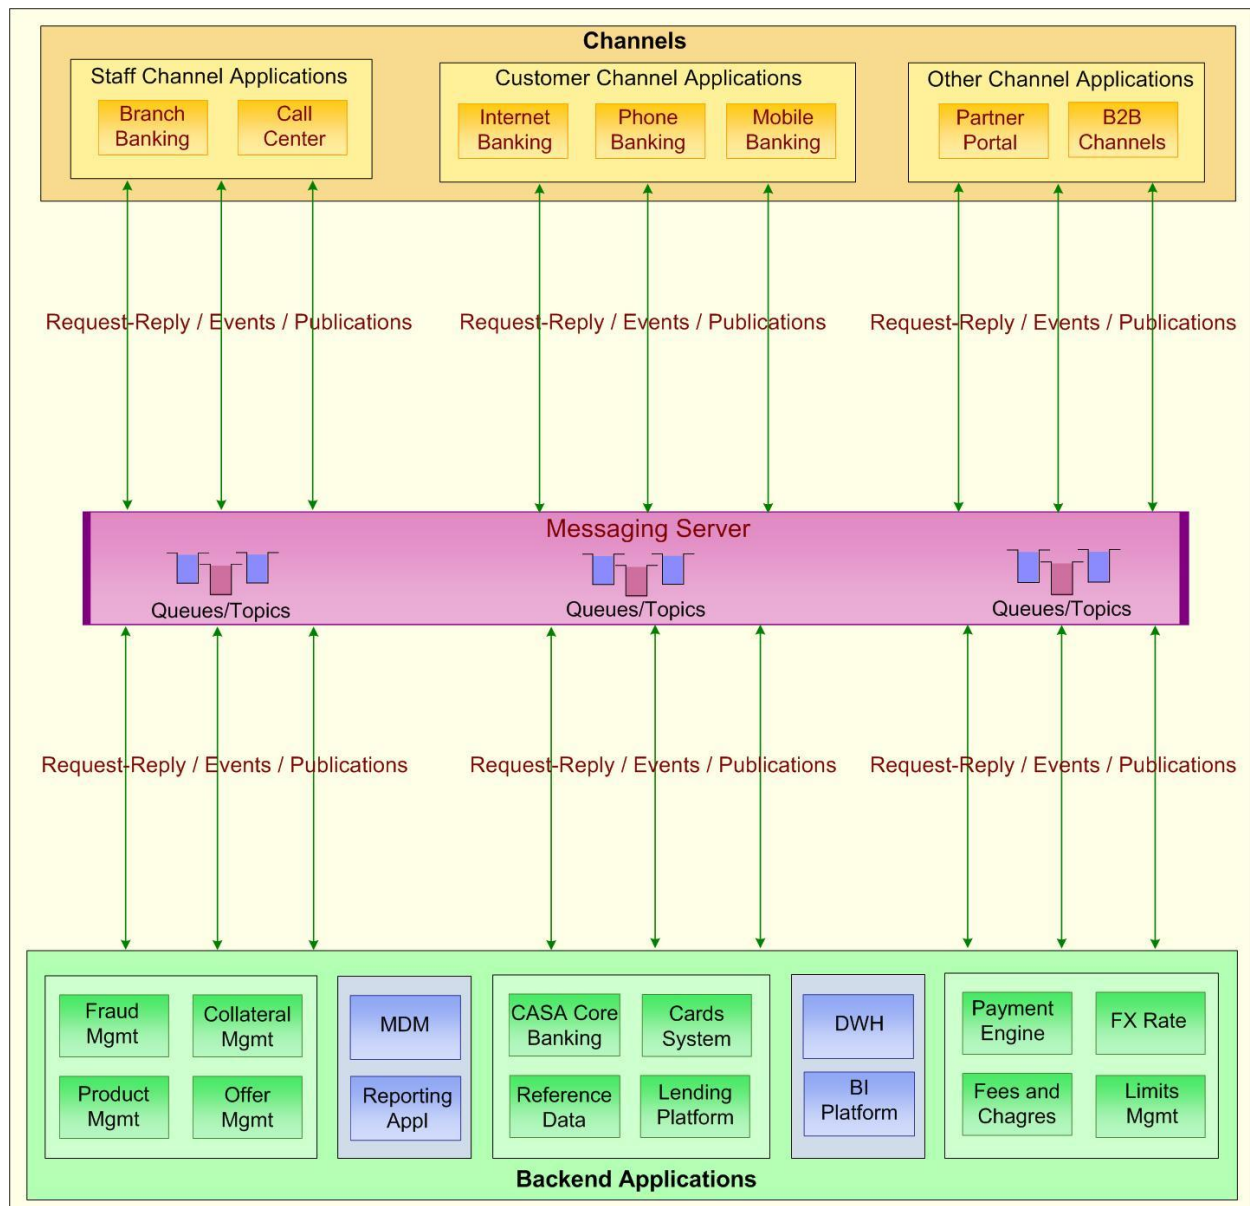 Channels
Staff Channel Applications
Branch
Banking
Call
Center
Customer Channel Applications
Internet
Banking
Phone
Banking
Mobile
Banking
Other Channel Applications
Partner
Portal
B2B
Channels
Request-Reply / Events / Publications
Request-Reply / Events / Publications
Request-Reply / Events / Publications
Messaging Server
Queues/Topics
Queues/Topics
Queues/Topics
Request-Reply / Events / Publications
Request-Reply / Events / Publications
Request-Reply / Events / Publications
Fraud
Mgmt
Collateral
Mgmt
Product
Mgmt
Offer
Mgmt
MDM
Reporting
Appl
CASA Core
Banking
Cards
System
Reference
Data
Lending
Platform
DWH
BI
Platform
Payment
Engine
FX Rate
Fees and
Chagres
Limits
Mgmt
Backend Applications